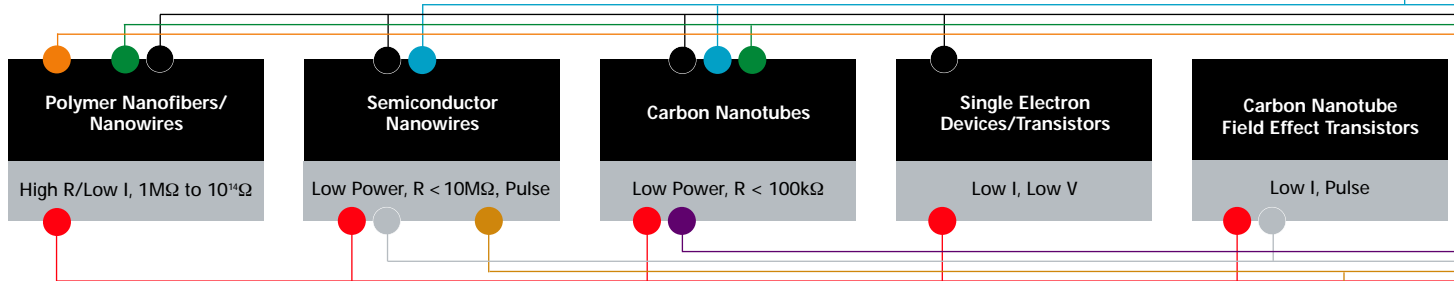 Polymer Nanofibers/
Nanowires
High R/Low I, 1MΩ to 10¹⁴Ω
Semiconductor
Nanowires
Low Power, R < 10MΩ, Pulse
Carbon Nanotubes
Low Power, R < 100kΩ
Single Electron
Devices/Transistors
Low I, Low V
Carbon Nanotube
Field Effect Transistors
Low I, Pulse